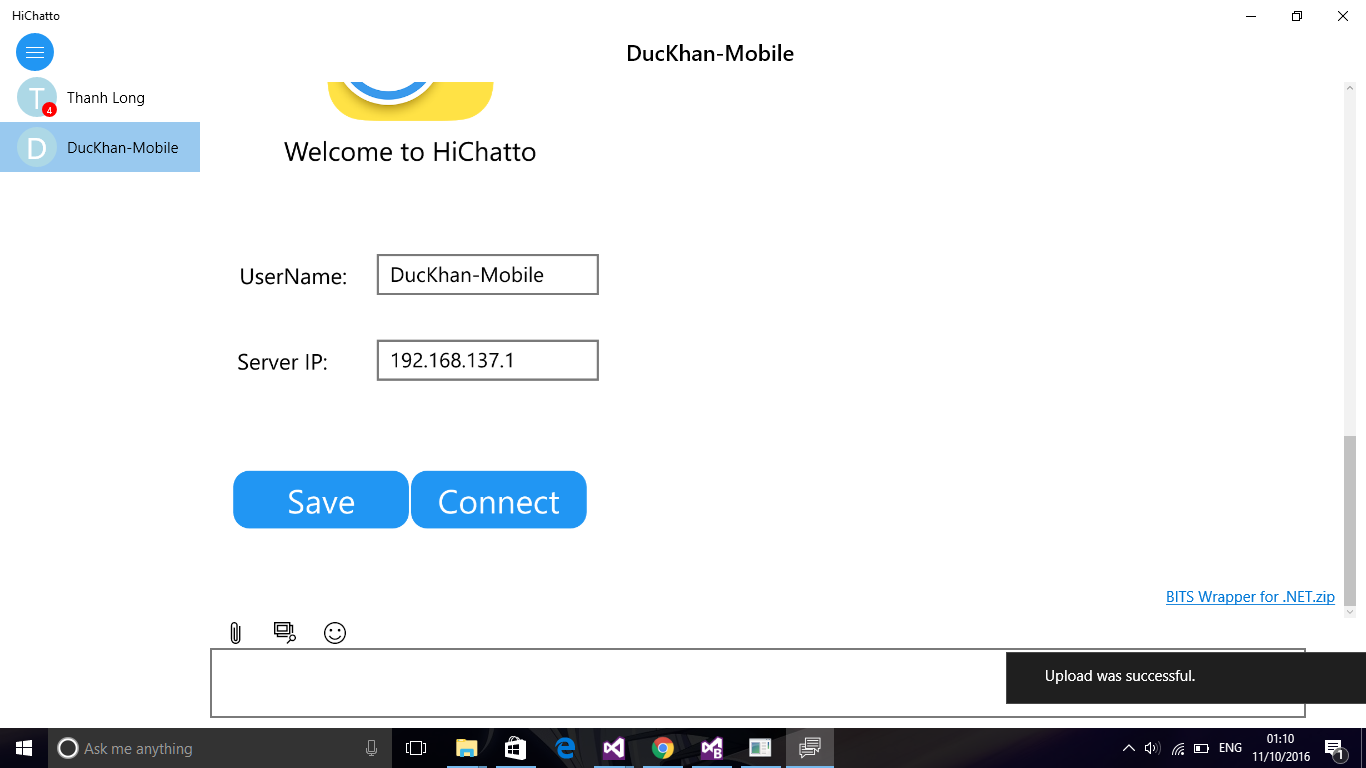 HiChatto
DucKhan-Mobile
T
4
Thanh Long
D
DucKhan-Mobile
Welcome to HiChatto
UserName:
DucKhan-Mobile
Server IP:
192.168.137.1
Save
Connect
BITS Wrapper for .NET.zip
Upload was successful.
Ask me anything
ENG
01:10
11/10/2016
1